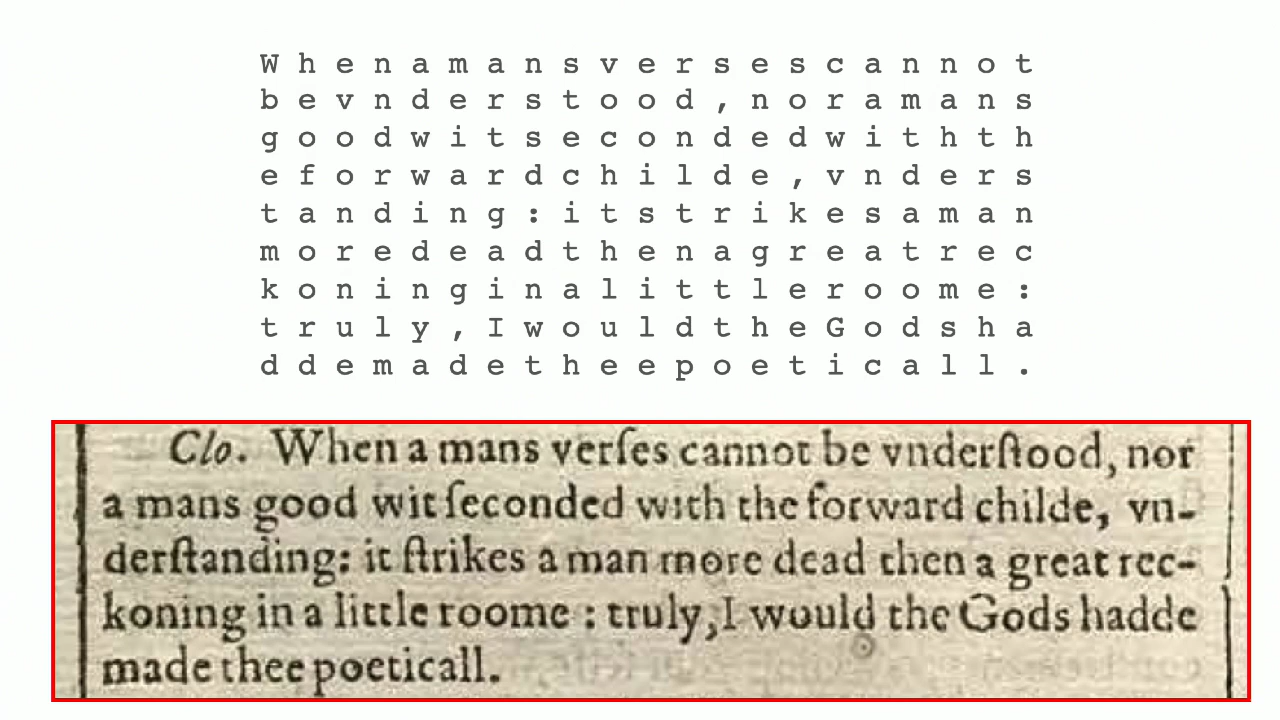 W h e n a m a n s v e r s e s c a n n o t
b e v n d e r s t o o d , n o r a m a n s
g o o d w i t s e c o n d e d w i t h t h
e f o r w a r d c h i l d e , v n d e r s
t a n d i n g : i t s t r i k e s a m a n
m o r e d e a d t h e n a g r e a t r e c
k o n i n g i n a l i t t l e r o o m e :
t r u l y , I w o u l d t h e G o d s h a
d d e m a d e t h e e p o e t i c a l l .
Clo. When a mans verſes cannot be vnderſtood, nor
a mans good wit ſeconded with the forward childe, vn-
derſtanding: it ſtrikes a man more dead then a great rec-
koning in a little roome : truly, I would the Gods hadde
made thee poeticall.